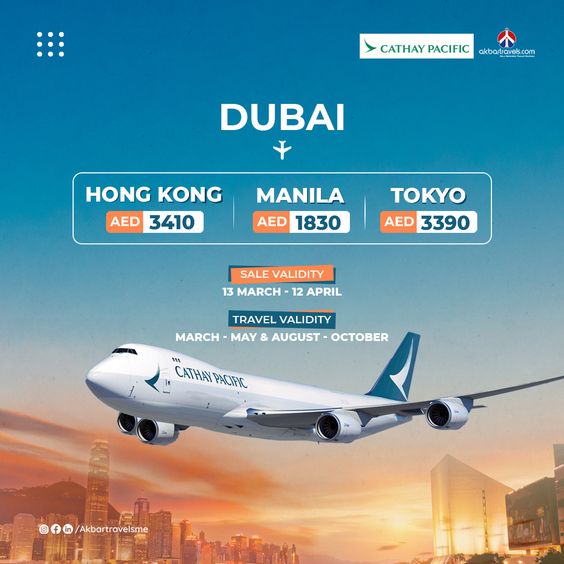 CATHAY PACIFIC
akbartravels.com
DUBAI
HONG KONG
AED 3410
MANILA
AED 1830
TOKYO
AED 3390
SALE VALIDITY
13 MARCH - 12 APRIL
TRAVEL VALIDITY
MARCH - MAY & AUGUST - OCTOBER
CATHAY PACIFIC
/Akbartravelsme